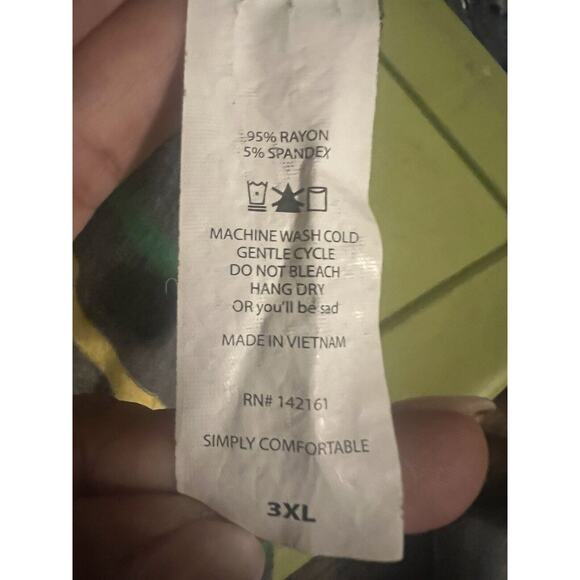 95% RAYON
5% SPANDEX
MACHINE WASH COLD
GENTLE CYCLE
DO NOT BLEACH
HANG DRY
OR you'll be sad
MADE IN VIETNAM
RN# 142161
SIMPLY COMFORTABLE
3XL